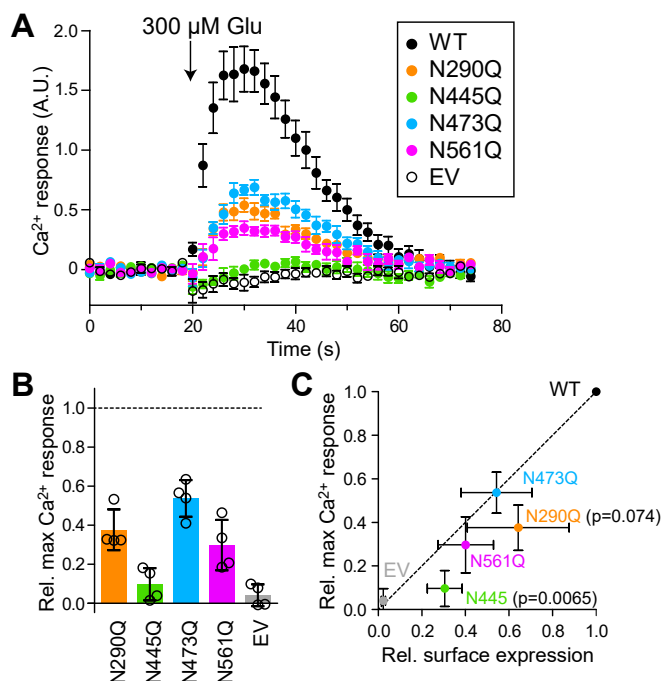 A
300 µM Glu
WT
N290Q
N445Q
N473Q
N561Q
EV
Ca2+ response (A.U.)
2.0
1.5
1.0
0.5
0
0
20
40
60
80
Time (s)
B
Rel. max Ca2+ response
1.0
0.8
0.6
0.4
0.2
0.0
N290Q
N445Q
N473Q
N561Q
EV
C
WT
Rel. max Ca2+ response
1.0
0.8
0.6
0.4
0.2
0.0
N473Q
N290Q (p=0.074)
N561Q
EV
N445 (p=0.0065)
0.0
0.2
0.4
0.6
0.8
1.0
Rel. surface expression